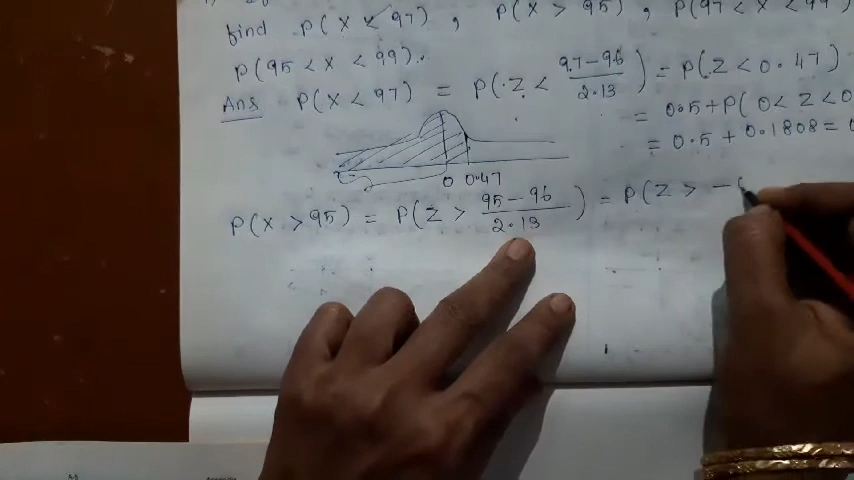 find P(X < 97), P(X > 95), P(97 < X < 99)
P(95 < X < 99).
Ans P(X < 97) = P(Z < 97-96/2.13) = P(Z < 0.47)
= 0.5 + P(0 < Z < 0
= 0.5 + 0.1808 = 0
0 0.47
P(X > 95) = P(Z > 95-96/2.13) = P(Z > -